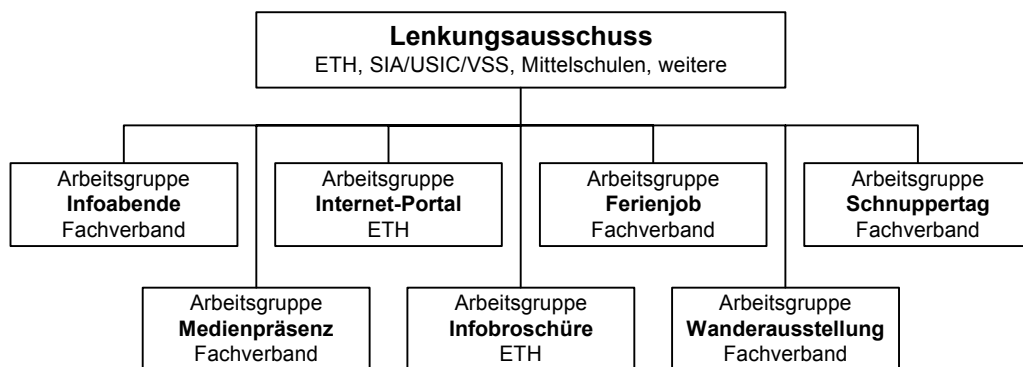 Lenkungsausschuss
ETH, SIA/USIC/VSS, Mittelschulen, weitere
Arbeitsgruppe
Infoabende
Fachverband
Arbeitsgruppe
Internet-Portal
ETH
Arbeitsgruppe
Ferienjob
Fachverband
Arbeitsgruppe
Schnuppertag
Fachverband
Arbeitsgruppe
Medienpräsenz
Fachverband
Arbeitsgruppe
Infobroschüre
ETH
Arbeitsgruppe
Wanderausstellung
Fachverband